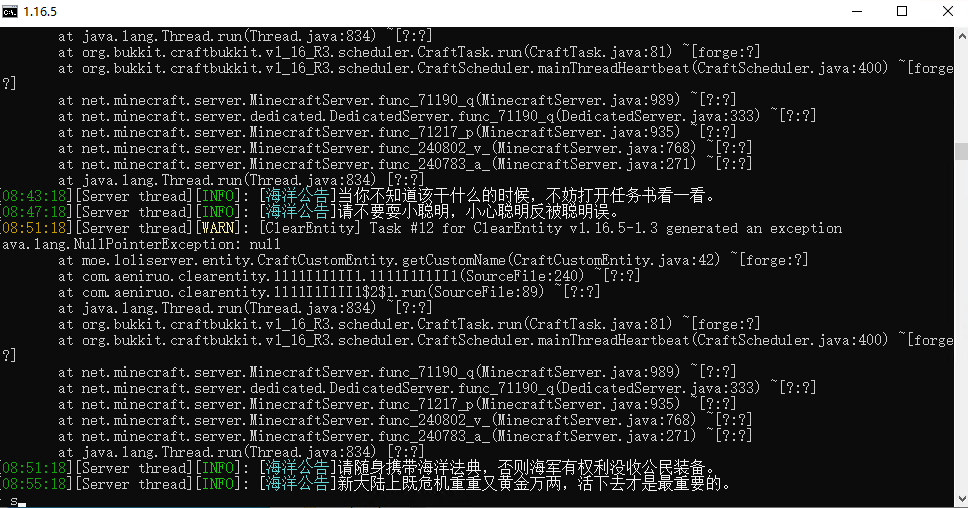 1.16.5
at java.lang.Thread.run(Thread.java:834) ~[?:?]
at org.bukkit.craftbukkit.v1_16_R3.scheduler.CraftTask.run(CraftTask.java:81) ~[forge:?]
at org.bukkit.craftbukkit.v1_16_R3.scheduler.CraftScheduler.mainThreadHeartbeat(CraftScheduler.java:400) ~[forge:
?]
at net.minecraft.server.MinecraftServer.func_71190_q(MinecraftServer.java:989) ~[?:?]
at net.minecraft.server.dedicated.DedicatedServer.func_71190_q(DedicatedServer.java:333) ~[?:?]
at net.minecraft.server.MinecraftServer.func_71217_p(MinecraftServer.java:935) ~[?:?]
at net.minecraft.server.MinecraftServer.func_240802_v_(MinecraftServer.java:768) ~[?:?]
at net.minecraft.server.MinecraftServer.func_240783_a_(MinecraftServer.java:271) ~[?:?]
at java.lang.Thread.run(Thread.java:834) [?:?]
[08:43:18][Server thread][INFO]: [海洋公告]当你不知道该干什么的时候，不妨打开任务书看一看。
[08:47:18][Server thread][INFO]: [海洋公告]请不要耍小聪明，小心聪明反被聪明误。
[08:51:18][Server thread][WARN]: [ClearEntity] Task #12 for ClearEntity v1.16.5-1.3 generated an exception
ava.lang.NullPointerException: null
at moe.loliserver.entity.CraftCustomEntity.getCustomName(CraftCustomEntity.java:42) ~[forge:?]
at com.aeniruo.clearentity.1111I1I1II1.1111I1I1II1(SourceFile:240) ~[?:?]
at com.aeniruo.clearentity.1111I1I1II1$2$1.run(SourceFile:89) ~[?:?]
at java.lang.Thread.run(Thread.java:834) ~[?:?]
at org.bukkit.craftbukkit.v1_16_R3.scheduler.CraftTask.run(CraftTask.java:81) ~[forge:?]
at org.bukkit.craftbukkit.v1_16_R3.scheduler.CraftScheduler.mainThreadHeartbeat(CraftScheduler.java:400) ~[forge:
?]
at net.minecraft.server.MinecraftServer.func_71190_q(MinecraftServer.java:989) ~[?:?]
at net.minecraft.server.dedicated.DedicatedServer.func_71190_q(DedicatedServer.java:333) ~[?:?]
at net.minecraft.server.MinecraftServer.func_71217_p(MinecraftServer.java:935) ~[?:?]
at net.minecraft.server.MinecraftServer.func_240802_v_(MinecraftServer.java:768) ~[?:?]
at net.minecraft.server.MinecraftServer.func_240783_a_(MinecraftServer.java:271) ~[?:?]
at java.lang.Thread.run(Thread.java:834) [?:?]
[08:51:18][Server thread][INFO]: [海洋公告]请随身携带海洋法典，否则海军有权利没收公民装备。
[08:55:18][Server thread][INFO]: [海洋公告]新大陆上既危机重重又黄金万两，活下去才是最重要的。
s